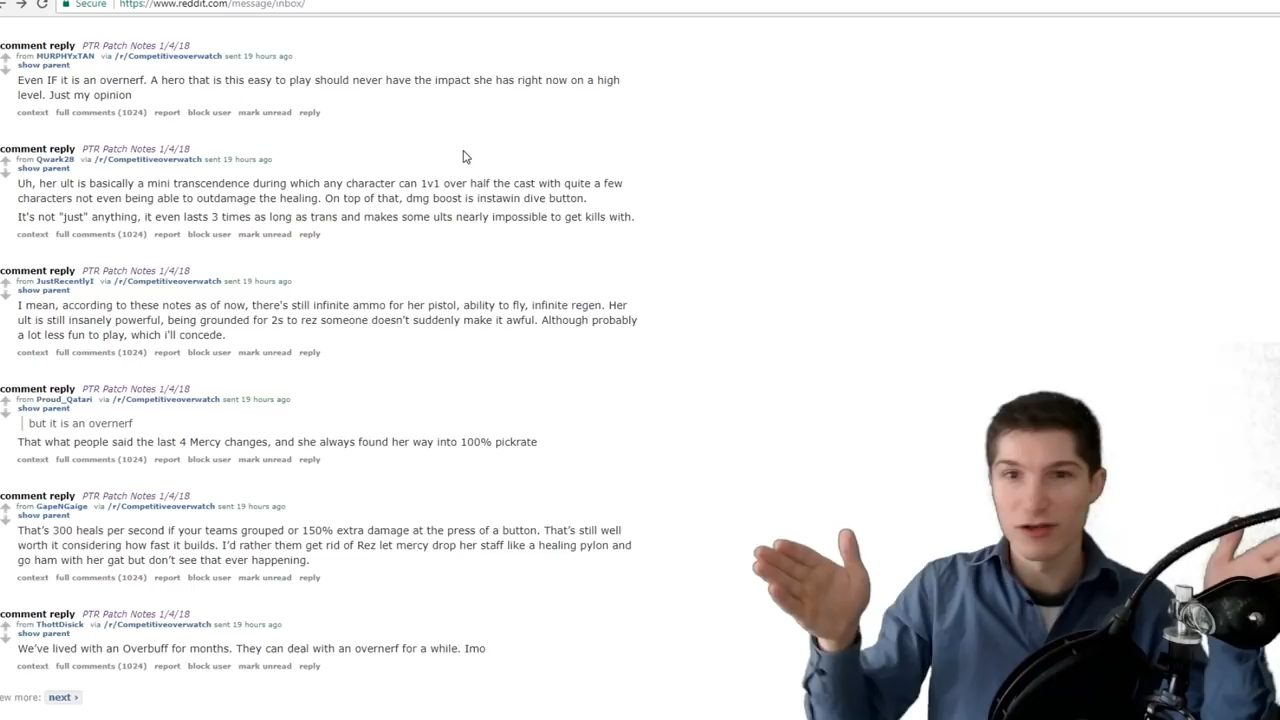 Secure https://www.reddit.com/message/inbox/
comment reply PTR Patch Notes 1/4/18
from MURPHYxTAN via /r/Competitiveoverwatch sent 19 hours ago
show parent
Even IF it is an overnerf. A hero that is this easy to play should never have the impact she has right now on a high
level. Just my opinion
context full comments (1024) report block user mark unread reply
comment reply PTR Patch Notes 1/4/18
from Qwark28 via /r/Competitiveoverwatch sent 19 hours ago
show parent
Uh, her ult is basically a mini transcendence during which any character can 1v1 over half the cast with quite a few
characters not even being able to outdamage the healing. On top of that, dmg boost is instawin dive button.
It's not "just" anything, it even lasts 3 times as long as trans and makes some ults nearly impossible to get kills with.
context full comments (1024) report block user mark unread reply
comment reply PTR Patch Notes 1/4/18
from JustRecentlyI via /r/Competitiveoverwatch sent 19 hours ago
show parent
I mean, according to these notes as of now, there's still infinite ammo for her pistol, ability to fly, infinite regen. Her
ult is still insanely powerful, being grounded for 2s to rez someone doesn't suddenly make it awful. Although probably
a lot less fun to play, which i'll concede.
context full comments (1024) report block user mark unread reply
comment reply PTR Patch Notes 1/4/18
from Proud_Qatari via /r/Competitiveoverwatch sent 19 hours ago
show parent
but it is an overnerf
That what people said the last 4 Mercy changes, and she always found her way into 100% pickrate
context full comments (1024) report block user mark unread reply
comment reply PTR Patch Notes 1/4/18
from GapeNGaige via /r/Competitiveoverwatch sent 19 hours ago
show parent
That's 300 heals per second if your teams grouped or 150% extra damage at the press of a button. That's still well
worth it considering how fast it builds. I'd rather them get rid of Rez let mercy drop her staff like a healing pylon and
go ham with her gat but don't see that ever happening.
context full comments (1024) report block user mark unread reply
comment reply PTR Patch Notes 1/4/18
from ThottDisick via /r/Competitiveoverwatch sent 19 hours ago
show parent
We've lived with an Overbuff for months. They can deal with an overnerf for a while. Imo
context full comments (1024) report block user mark unread reply
ew more: next ›